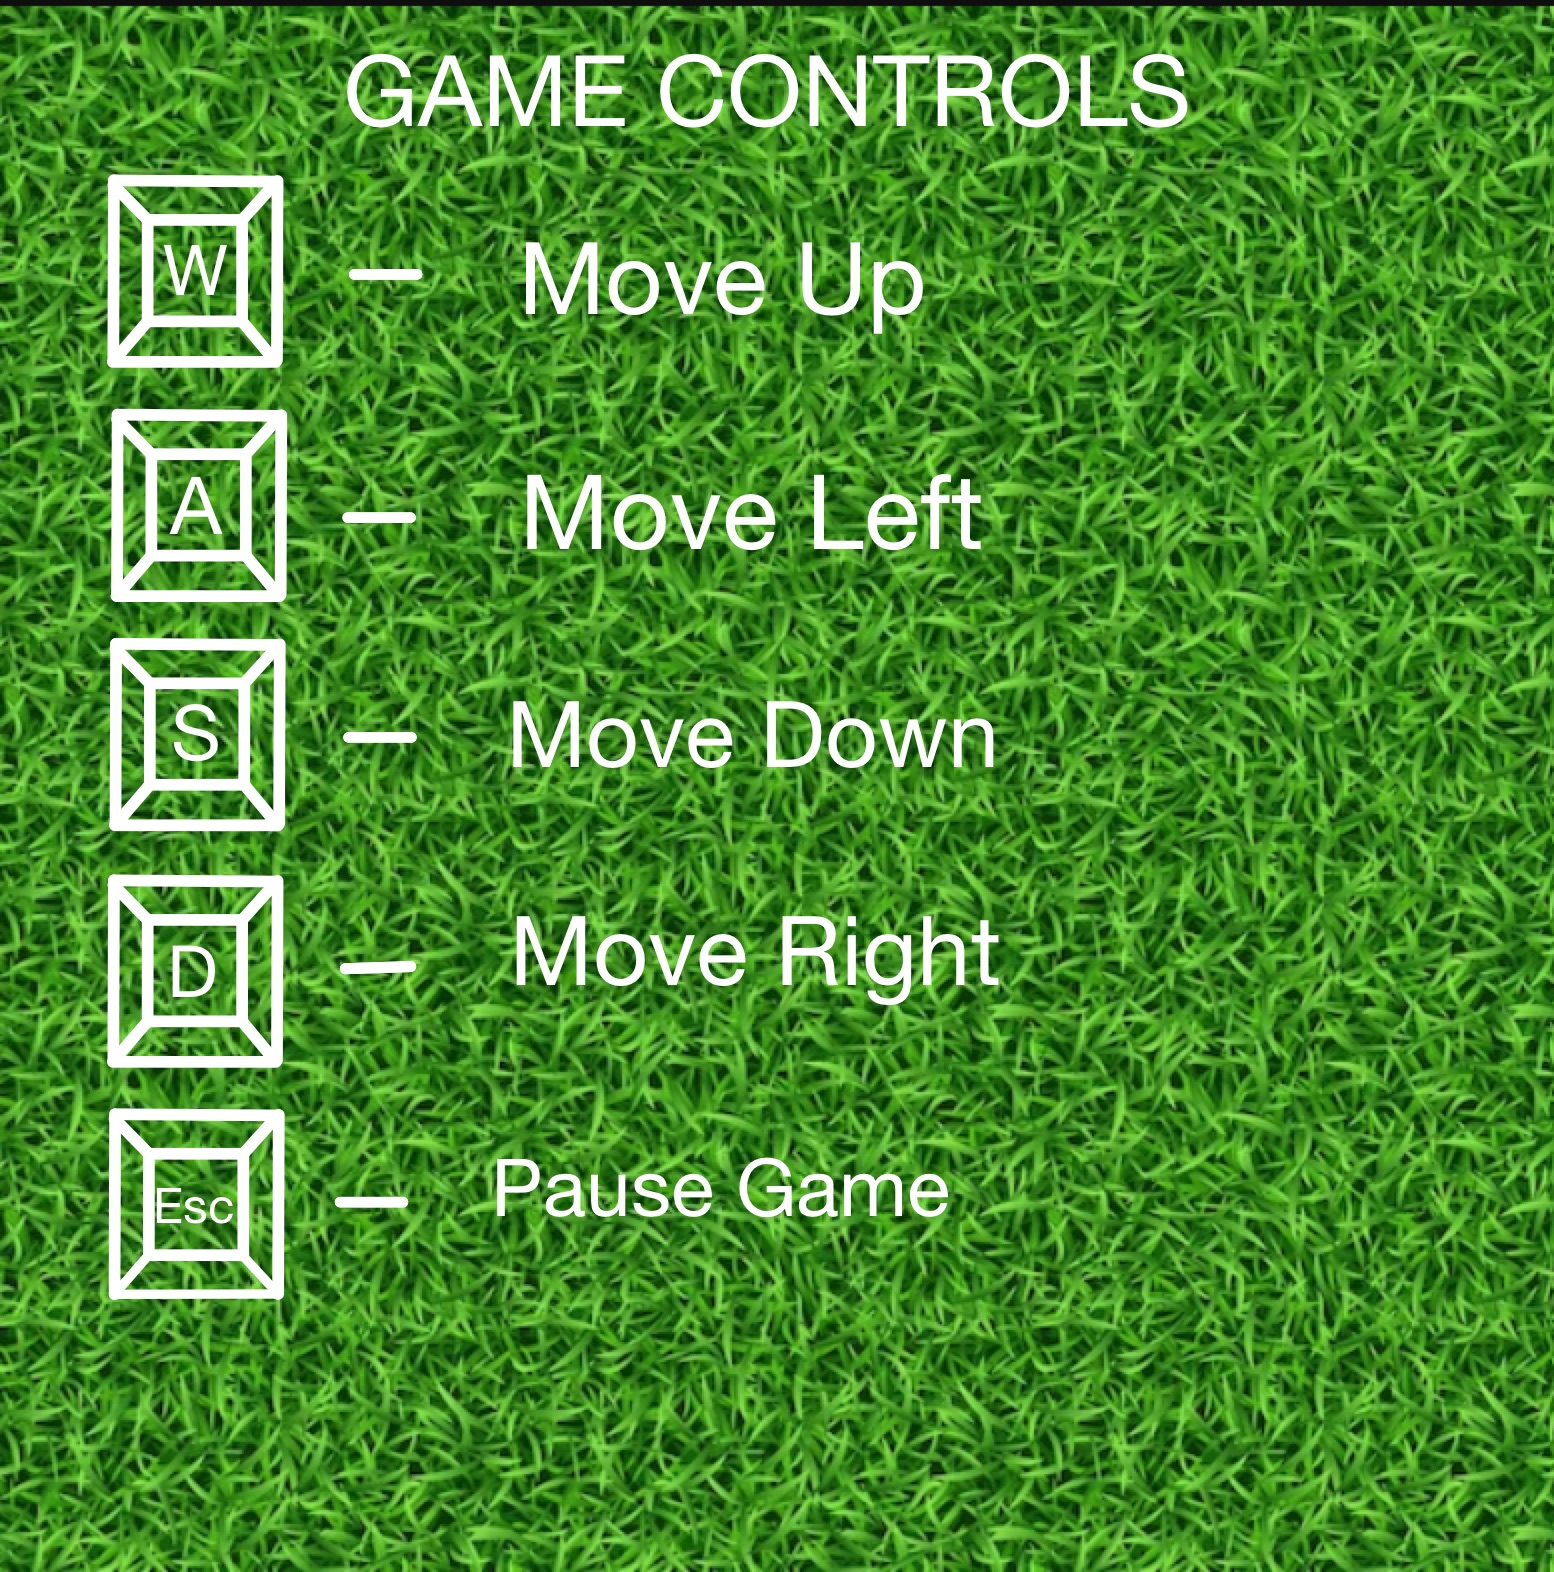 GAME CONTROLS
W — Move Up
A — Move Left
S — Move Down
D — Move Right
Esc — Pause Game